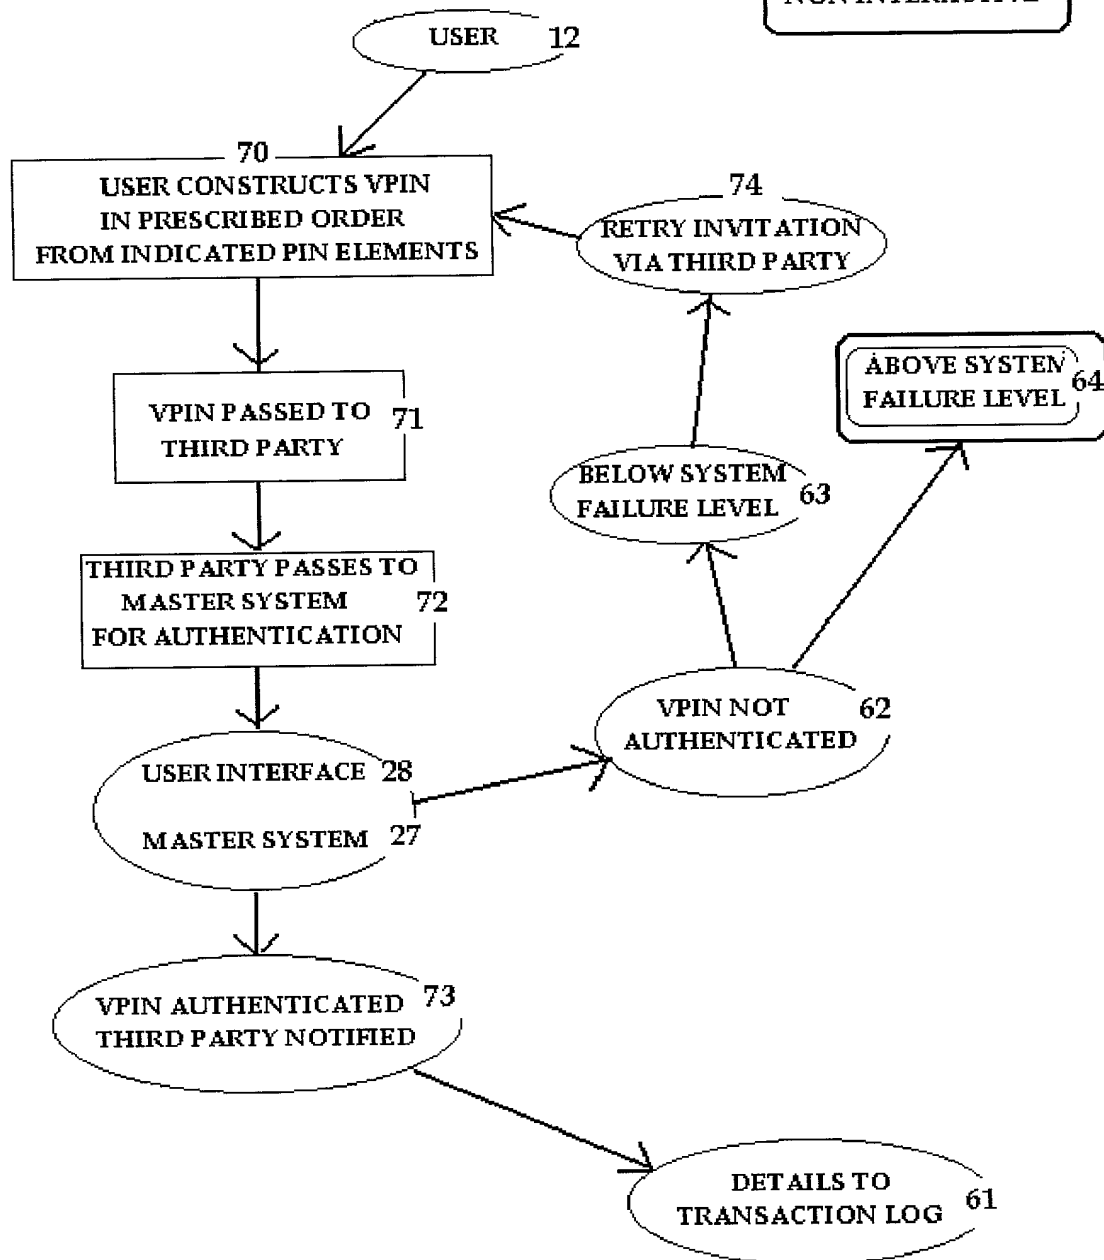 USER 12
70
USER CONSTRUCTS VPIN
IN PRESCRIBED ORDER
FROM INDICATED PIN ELEMENTS
74
RETRY INVITATION
VIA THIRD PARTY
ABOVE SYSTEM
FAILURE LEVEL 64
VPIN PASSED TO
THIRD PARTY 71
BELOW SYSTEM
FAILURE LEVEL 63
THIRD PARTY PASSES TO
MASTER SYSTEM 72
FOR AUTHENTICATION
VPIN NOT 62
AUTHENTICATED
USER INTERFACE 28
MASTER SYSTEM 27
VPIN AUTHENTICATED 73
THIRD PARTY NOTIFIED
DETAILS TO
TRANSACTION LOG 61